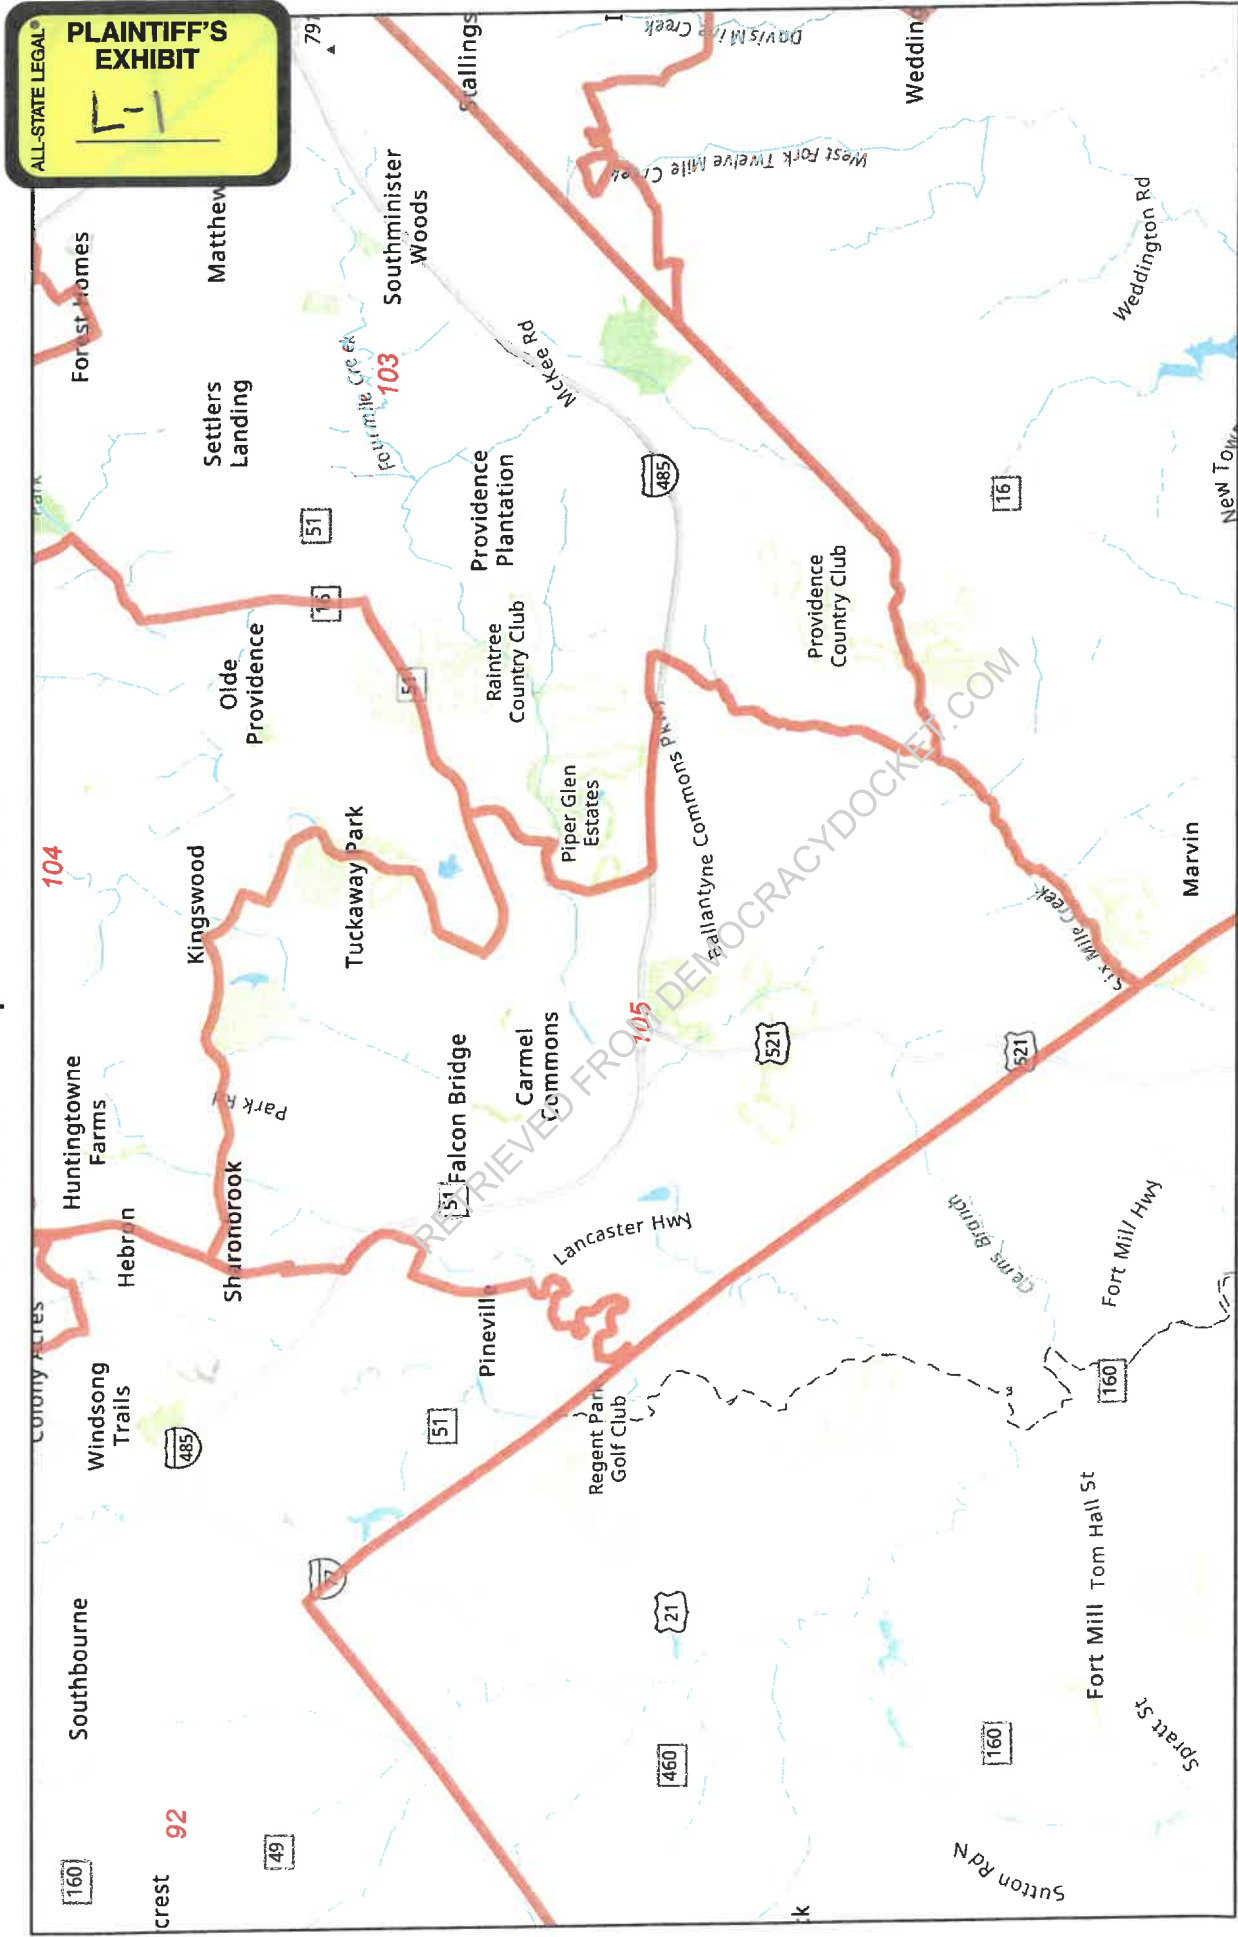 ALL-STATE LEGAL®
PLAINTIFF'S
EXHIBIT
160
Southbourne
Windsong
Trails
Hebron
Huntingtowne
Farms
104
Forest Homes
crest
92
485
Sharonbrook
Park Rd
Kingswood
Olde
Providence
Settlers
Landing
Matthew
49
77
Tuckaway Park
16
51
791
51
Pineville
51
Falcon Bridge
51
Fourmile Creek
103
Southminister
Woods
Carmel
Commons
Raintree
Country Club
Providence
Plantation
Stallings
McKee Rd
Piper Glen
Estates
Regent Park
Golf Club
Lancaster Hwy
105
485
460
21
Ballantyne Commons Pkwy
Davis Mine Creek
West Fork Twelve Mile Creek
521
Providence
Country Club
Wedding
160
Clems Branch
521
16
Six Mile Creek
Sutton Rd N
Fort Mill
Tom Hall St
160
Fort Mill Hwy
Weddington Rd
Spratt St
Marvin
New Town
RETRIEVED FROM DEMOCRACYDOCKET.COM